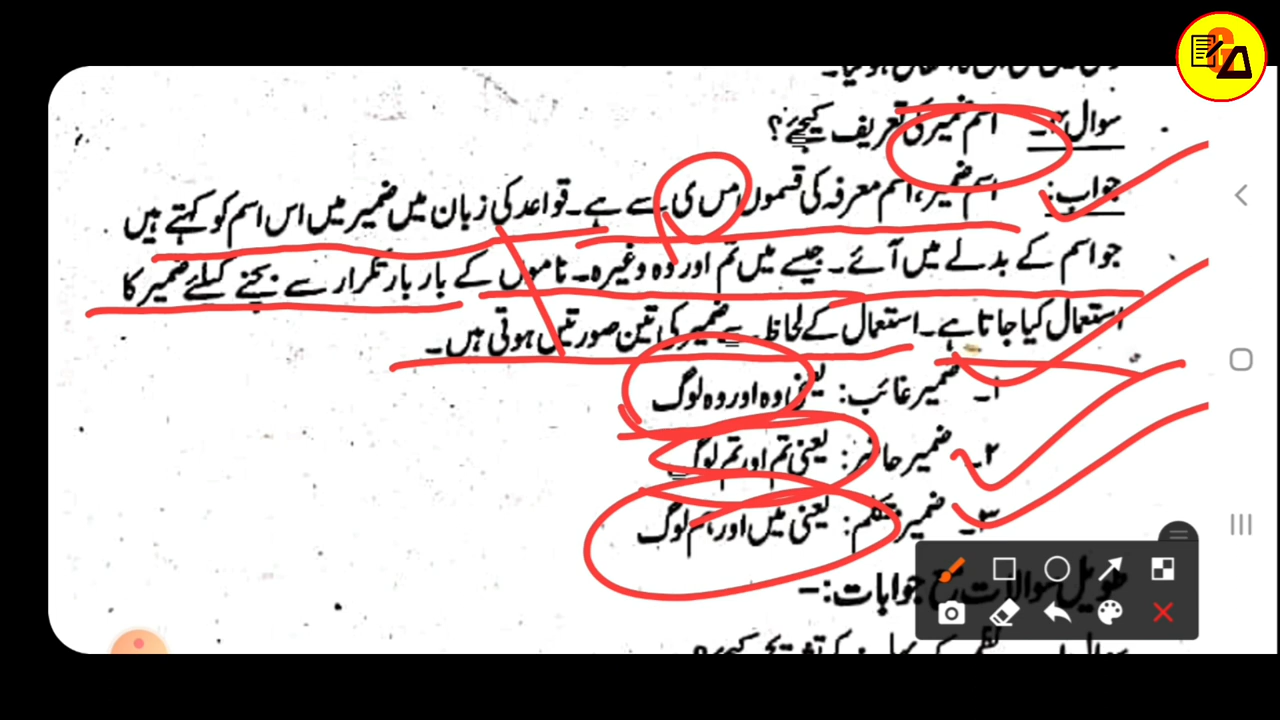 سوال ۲۔ اسم ضمیر کی تعریف کیجئے؟
جواب: اسم ضمیر، اسم معرفہ کی قسموں میں سے ہے۔ قواعد کی زبان میں ضمیر میں اس اسم کو کہتے ہیں
جو اسم کے بدلے میں آئے۔ جیسے میں تم اور وہ وغیرہ۔ ناموں کے بار بار تکرار سے بچنے کیلئے ضمیر کا
استعمال کیا جاتا ہے۔ استعمال کے لحاظ سے ضمیر کی تین صورتیں ہوتی ہیں۔
۱۔ ضمیر غائب: یعنی وہ اور وہ لوگ
۲۔ ضمیر حاضر: یعنی تم اور تم لوگ
۳۔ ضمیر متکلم: یعنی میں اور ہم لوگ
طویل سوالات مع جوابات:-